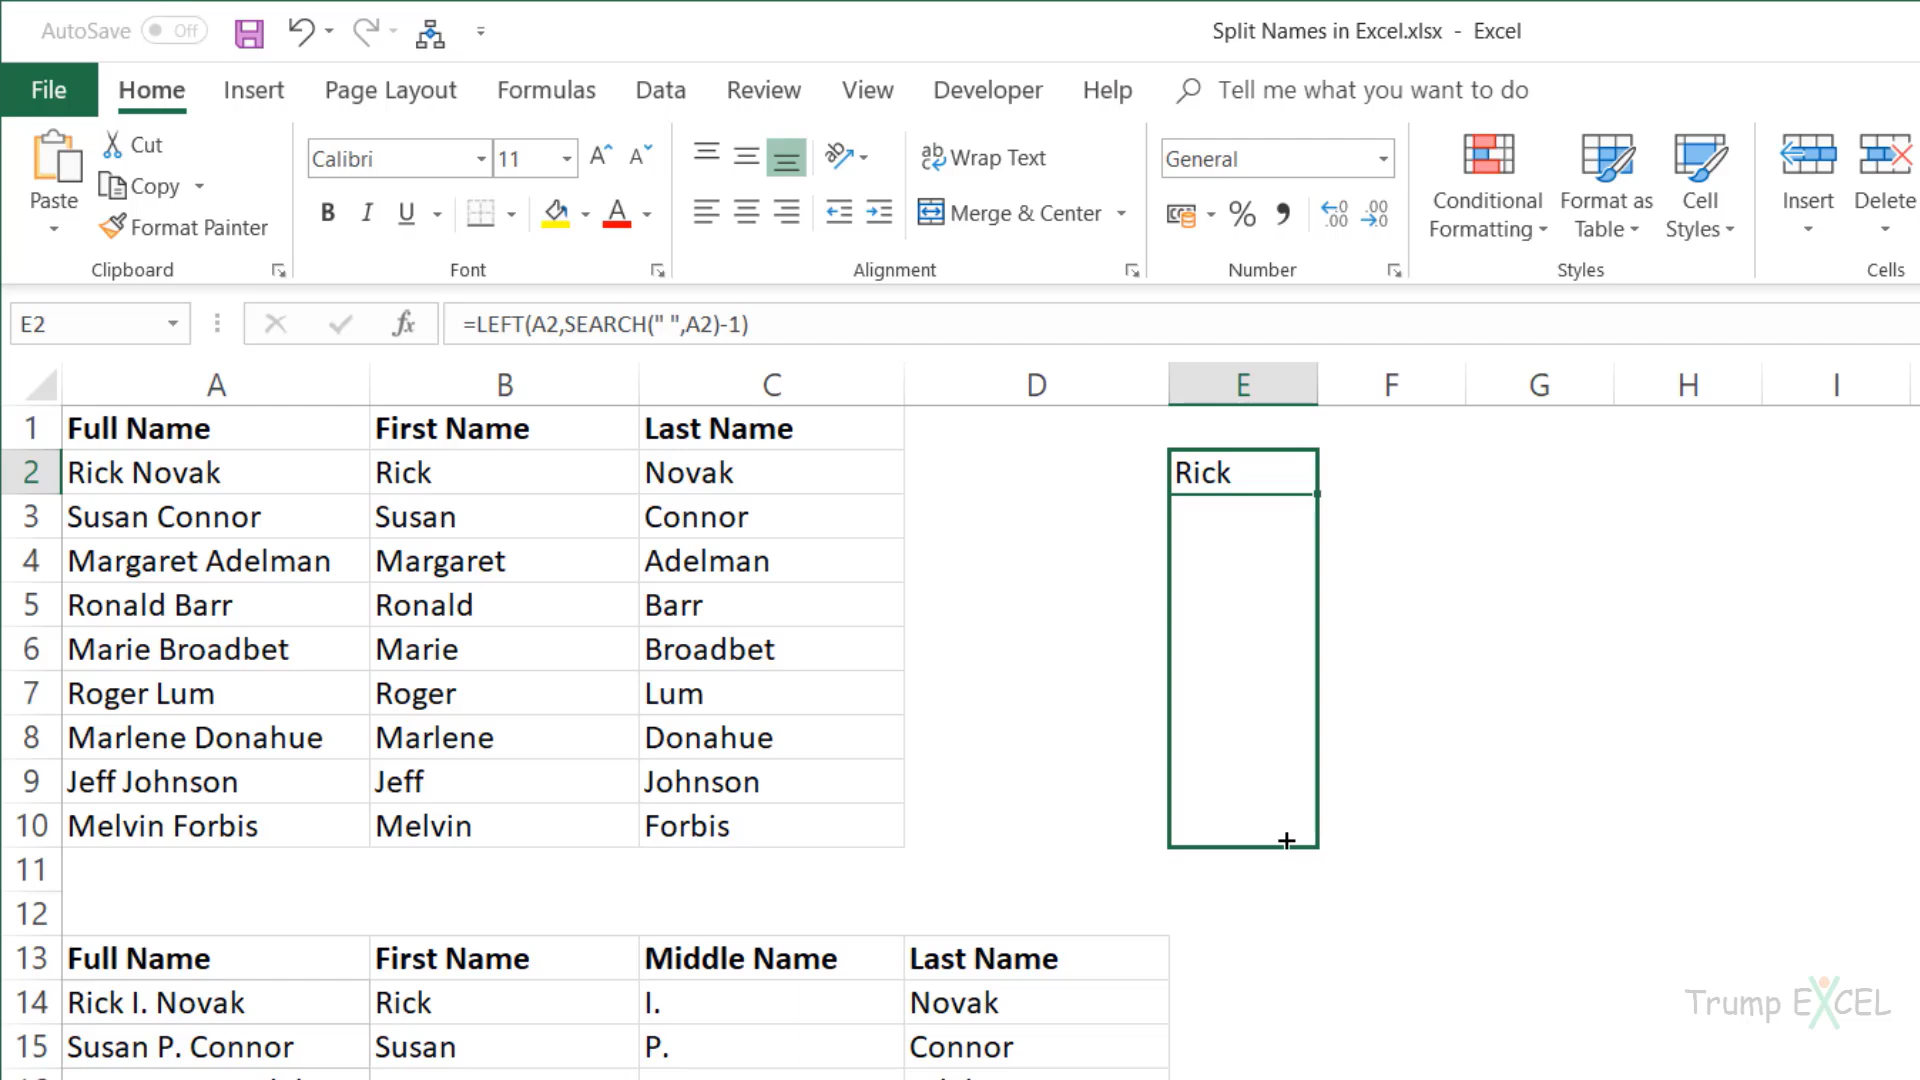 AutoSave Off
Split Names in Excel.xlsx - Excel
File Home Insert Page Layout Formulas Data Review View Developer Help Tell me what you want to do
Paste
Cut
Copy
Format Painter
Clipboard
Calibri 11
B I U A
Font
Wrap Text
Merge & Center
Alignment
General
Number
Conditional Formatting
Format as Table
Cell Styles
Styles
Insert
Delete
Cells
E2 fx =LEFT(A2,SEARCH(" ",A2)-1)
A B C D E F G H I
1 Full Name First Name Last Name
2 Rick Novak Rick Novak Rick
3 Susan Connor Susan Connor
4 Margaret Adelman Margaret Adelman
5 Ronald Barr Ronald Barr
6 Marie Broadbet Marie Broadbet
7 Roger Lum Roger Lum
8 Marlene Donahue Marlene Donahue
9 Jeff Johnson Jeff Johnson
10 Melvin Forbis Melvin Forbis
11
12
13 Full Name First Name Middle Name Last Name
14 Rick I. Novak Rick I. Novak
15 Susan P. Connor Susan P. Connor
Trump EXCEL